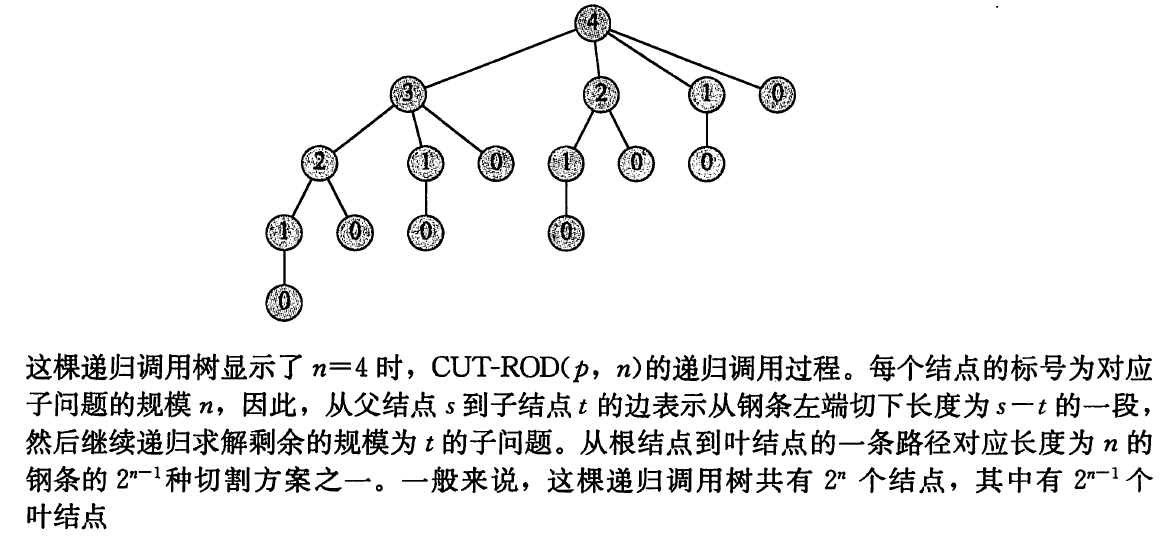 4
3 2 1 0
2 1 0 1 0 0
1 0 0 0
0
这棵递归调用树显示了 n=4 时，CUT-ROD(p，n)的递归调用过程。每个结点的标号为对应
子问题的规模 n，因此，从父结点 s 到子结点 t 的边表示从钢条左端切下长度为 s－t 的一段，
然后继续递归求解剩余的规模为 t 的子问题。从根结点到叶结点的一条路径对应长度为 n 的
钢条的 2ⁿ⁻¹种切割方案之一。一般来说，这棵递归调用树共有 2ⁿ 个结点，其中有 2ⁿ⁻¹个
叶结点